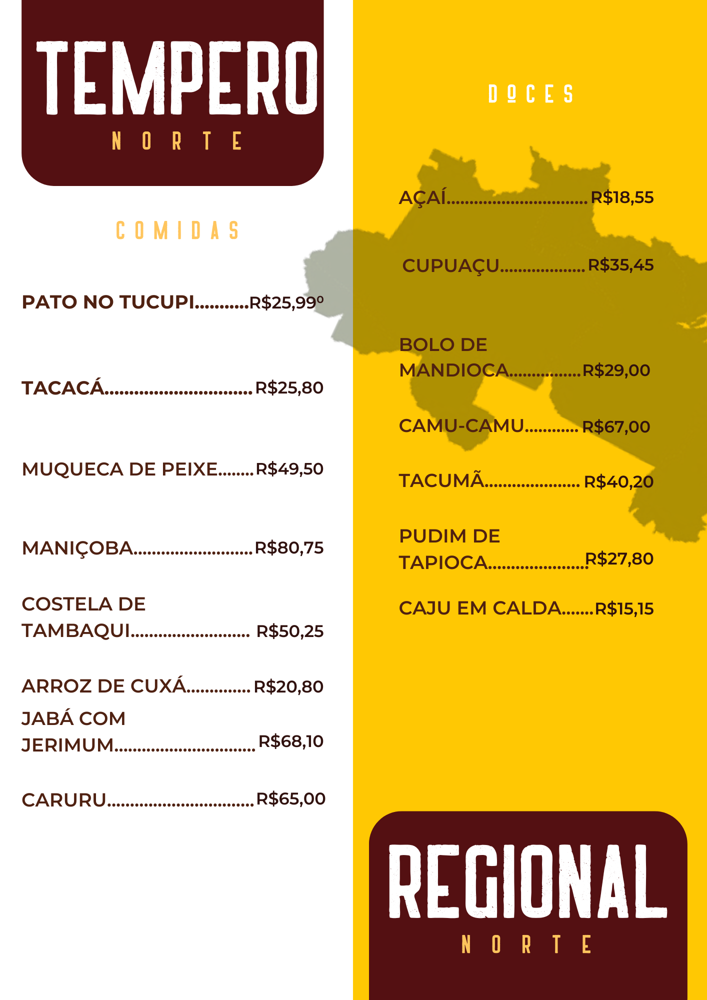 TEMPERO
NORTE
COMIDAS
PATO NO TUCUPI...........R$25,99º
TACACÁ..............................R$25,80
MUQUECA DE PEIXE........R$49,50
MANIÇOBA..........................R$80,75
COSTELA DE
TAMBAQUI.......................... R$50,25
ARROZ DE CUXÁ.............. R$20,80
JABÁ COM
JERIMUM...............................R$68,10
CARURU................................R$65,00
DOCES
AÇAÍ...............................R$18,55
CUPUAÇU...................R$35,45
BOLO DE
MANDIOCA................R$29,00
CAMU-CAMU............R$67,00
TACUMÃ..................... R$40,20
PUDIM DE
TAPIOCA......................R$27,80
CAJU EM CALDA.......R$15,15
REGIONAL
NORTE